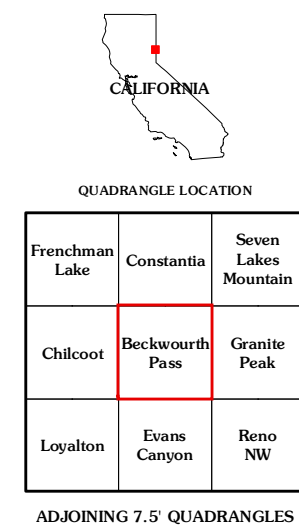 CALIFORNIA
QUADRANGLE LOCATION
Frenchman
Lake
Constantia
Seven
Lakes
Mountain
Chilcoot
Beckwourth
Pass
Granite
Peak
Loyalton
Evans
Canyon
Reno
NW
ADJOINING 7.5' QUADRANGLES